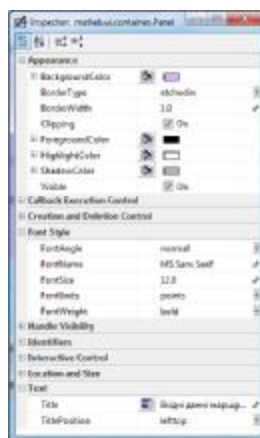 Inspector: matlab.ui.container.Panel
Appearance
BackgroundColor
BorderType etchedin
BorderWidth 1.0
Clipping On
ForegroundColor
HighlightColor
ShadowColor
Visible On
Callback Execution Control
Creation and Deletion Control
Font Style
FontAngle normal
FontName MS Sans Serif
FontSize 12.0
FontUnits points
FontWeight bold
Handle Visibility
Identifiers
Interactive Control
Location and Size
Text
Title Вхідні данні
TitlePosition lefttop